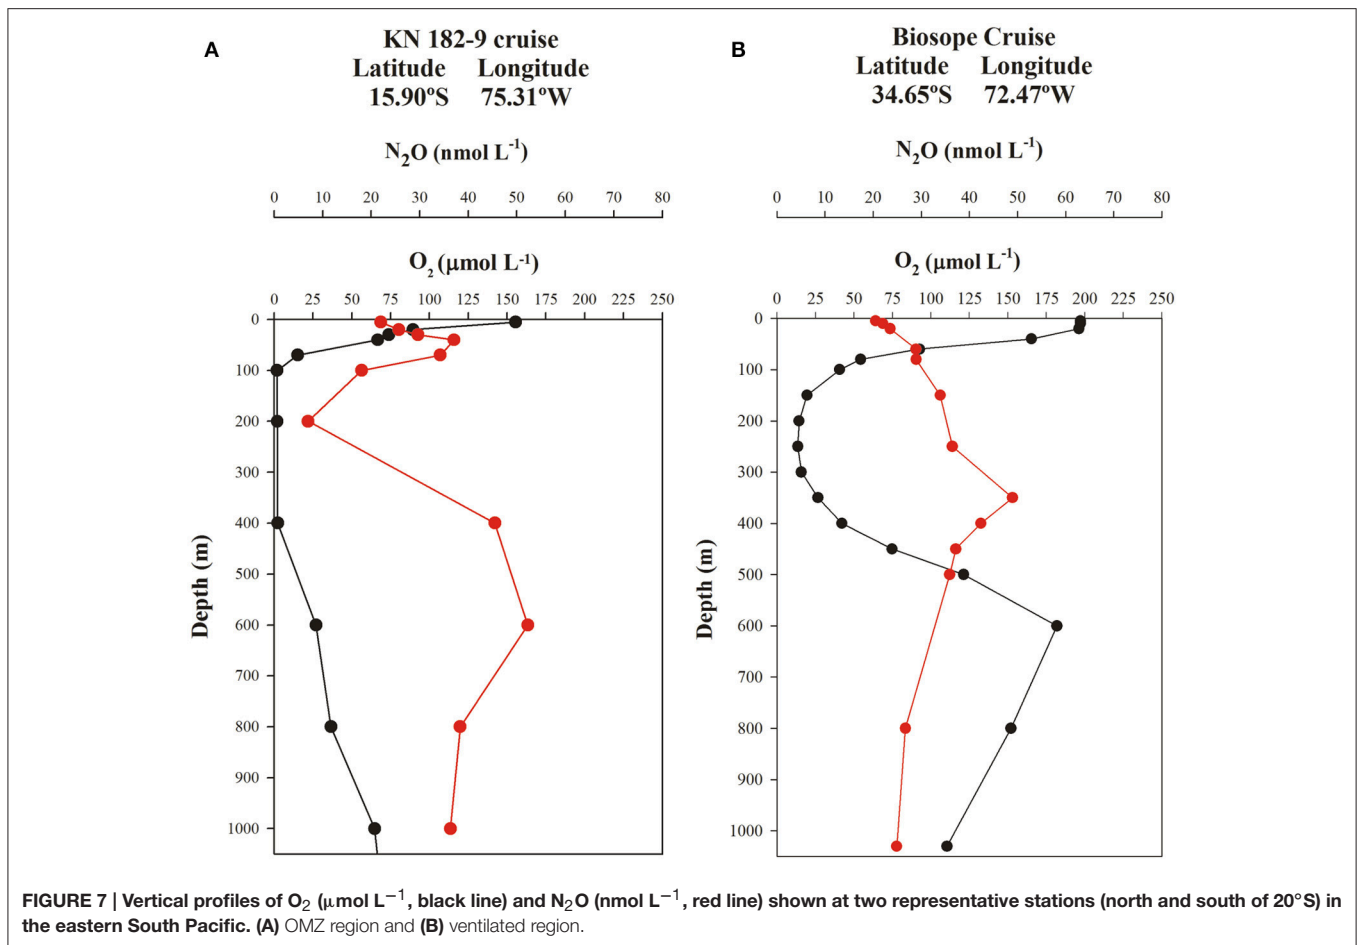 A
KN 182-9 cruise
Latitude Longitude
15.90ºS 75.31ºW
N₂O (nmol L⁻¹)
0 10 20 30 40 50 60 70 80
O₂ (μmol L⁻¹)
0 25 50 75 100 125 150 175 200 225 250
0
100
200
300
400
500
600
700
800
900
1000
Depth (m)
B
Biosope Cruise
Latitude Longitude
34.65ºS 72.47ºW
N₂O (nmol L⁻¹)
0 10 20 30 40 50 60 70 80
O₂ (μmol L⁻¹)
0 25 50 75 100 125 150 175 200 225 250
0
100
200
300
400
500
600
700
800
900
1000
Depth (m)
FIGURE 7 | Vertical profiles of O₂ (μmol L⁻¹, black line) and N₂O (nmol L⁻¹, red line) shown at two representative stations (north and south of 20°S) in
the eastern South Pacific. (A) OMZ region and (B) ventilated region.